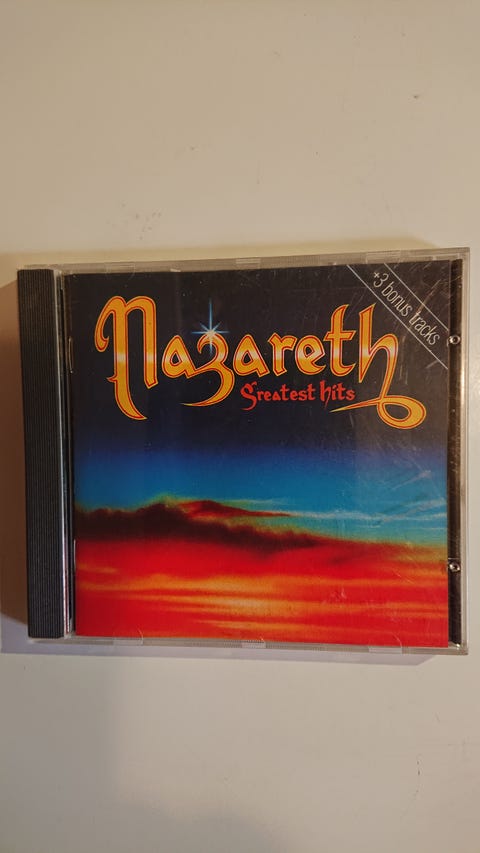 +3 bonus tracks
Nazareth
Greatest hits